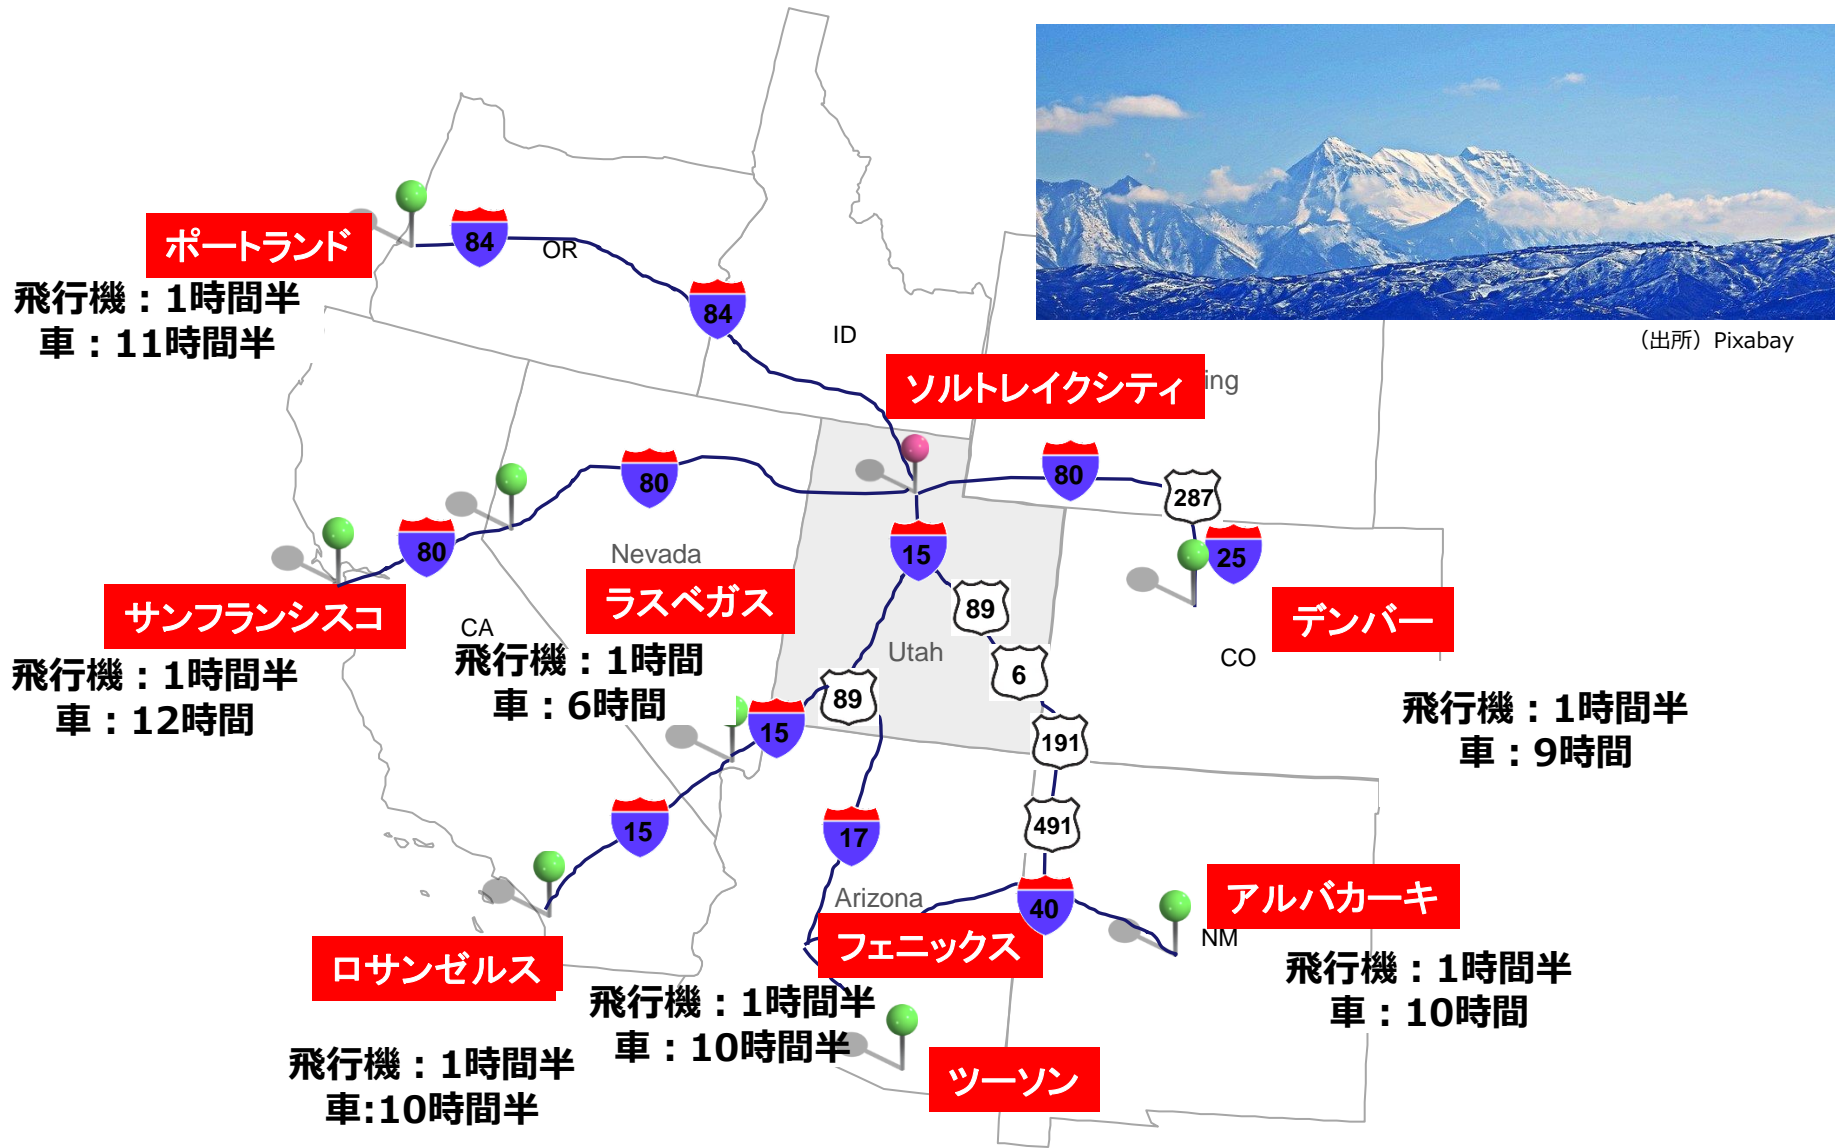 ポートランド
飛行機：1時間半
車：11時間半
84
OR
84
ID
（出所）Pixabay
ソルトレイクシティ
ing
80
80
80
287
25
15
Nevada
ラスベガス
飛行機：1時間
車：6時間
サンフランシスコ
飛行機：1時間半
車：12時間
CA
89
Utah
6
デンバー
CO
飛行機：1時間半
車：9時間
89
15
191
15
17
491
Arizona
40
アルバカーキ
NM
飛行機：1時間半
車：10時間
フェニックス
飛行機：1時間半
車：10時間半
ロサンゼルス
飛行機：1時間半
車:10時間半
ツーソン